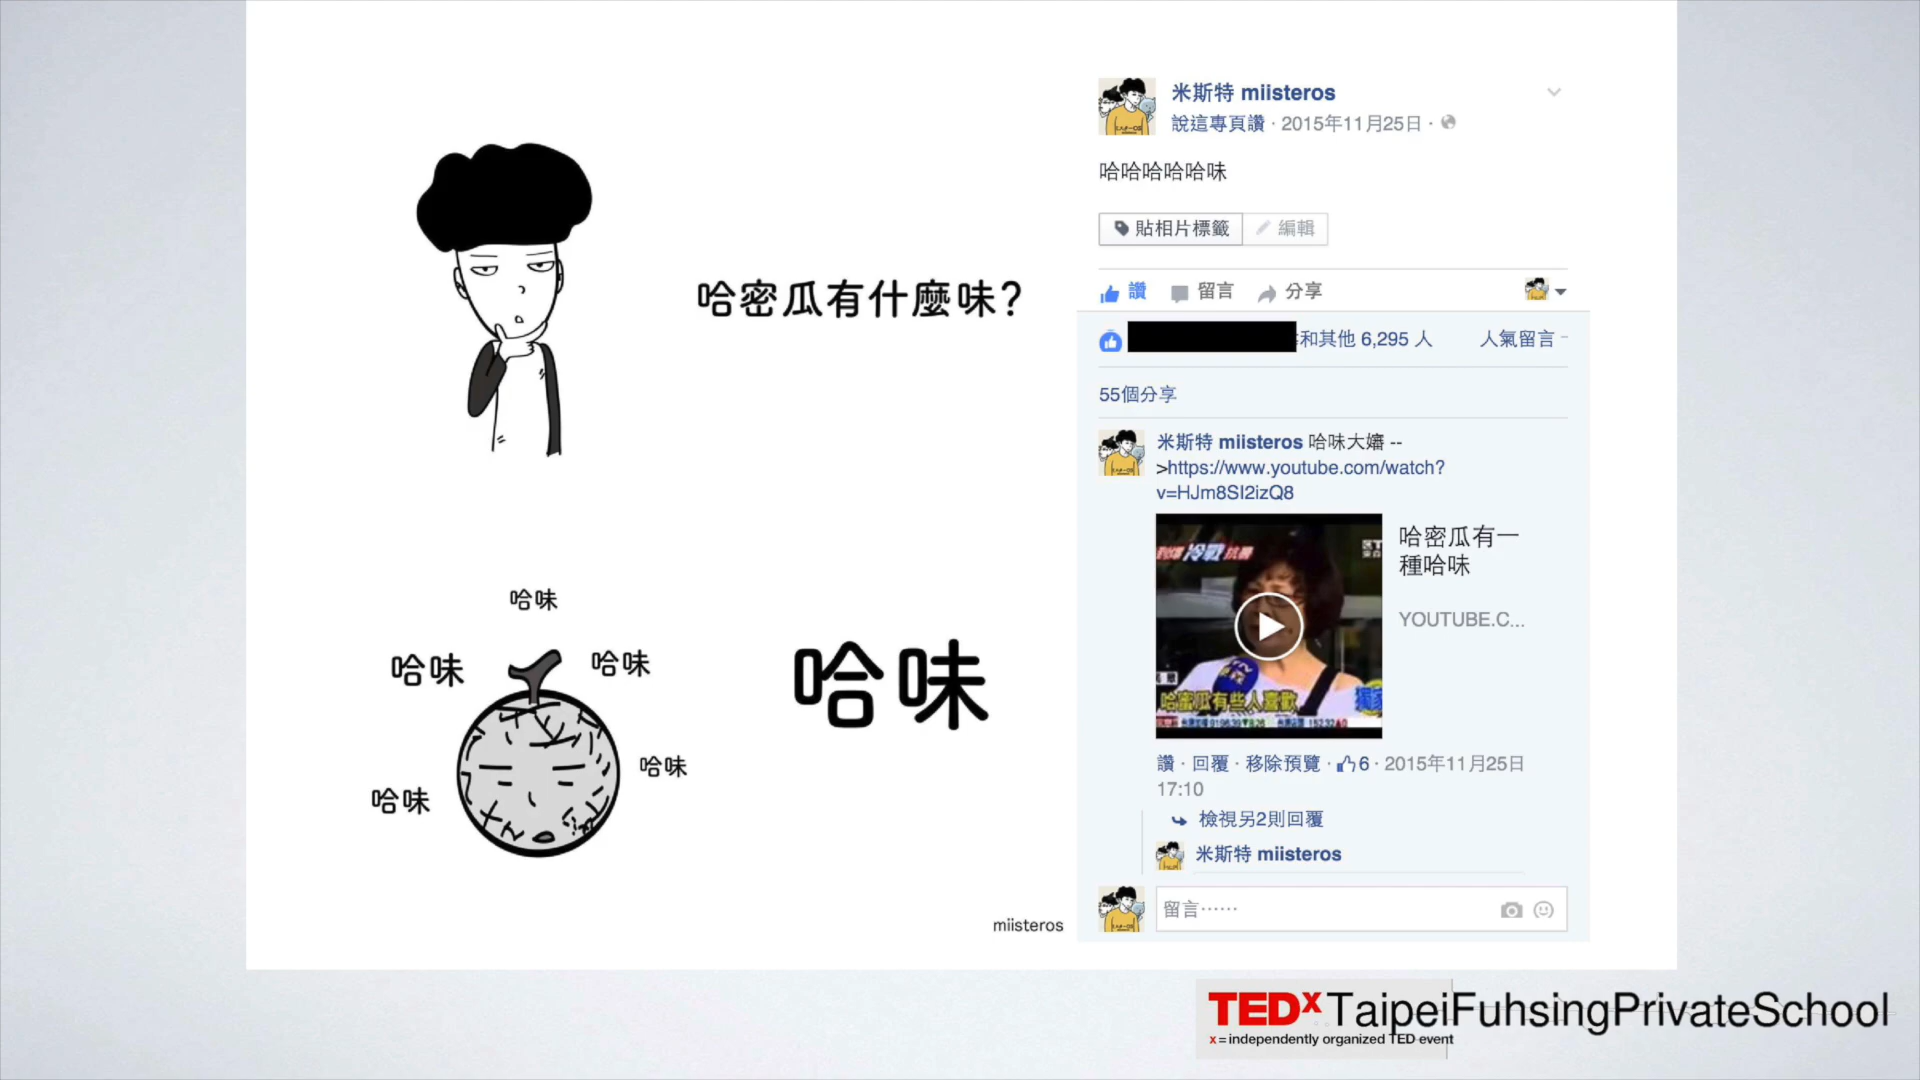 哈密瓜有什麼味?
哈味
哈味
哈味
哈味
哈味
哈味
miisteros
米斯特 miisteros
說這專頁讚 · 2015年11月25日 ·
哈哈哈哈哈味
貼相片標籤 編輯
讚 留言 分享
和其他 6,295 人 人氣留言
55個分享
米斯特 miisteros 哈味大嬸 --
>https://www.youtube.com/watch?
v=HJm8SI2izQ8
冷戰
哈蜜瓜有些人喜歡
獨家
哈密瓜有一
種哈味
YOUTUBE.C...
讚 · 回覆 · 移除預覽 · 6 · 2015年11月25日
17:10
檢視另2則回覆
米斯特 miisteros
留言……
TEDxTaipeiFuhsingPrivateSchool
x = independently organized TED event